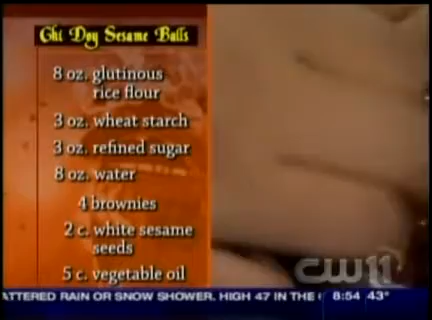 Chi Doy Sesame Balls
8 oz. glutinous
rice flour
3 oz. wheat starch
3 oz. refined sugar
8 oz. water
4 brownies
2 c. white sesame
seeds
5 c. vegetable oil
CW11
ATTERED RAIN OR SNOW SHOWER. HIGH 47 IN THE
8:54 43°